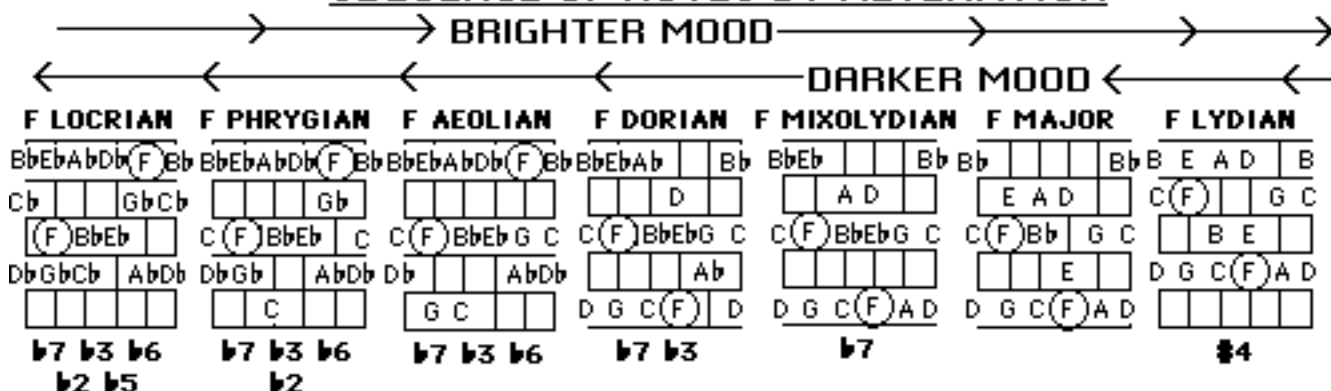 BRIGHTER MOOD
DARKER MOOD
F LOCRIAN F PHRYGIAN F AEOLIAN F DORIAN F MIXOLYDIAN F MAJOR F LYDIAN
B♭E♭A♭D♭ F B♭ B♭E♭A♭D♭ F B♭ B♭E♭A♭D♭ F B♭ B♭E♭A♭ B♭ B♭E♭ B♭ B♭ B♭ B E A D B
C♭ G♭C♭ G♭ D A D E A D C F G C
F B♭E♭ C F B♭E♭ C C F B♭E♭ G C C F B♭E♭G C C F B♭E♭ G C C F B♭ G C B E
D♭G♭C♭ A♭D♭ D♭G♭ A♭D♭ D♭ A♭D♭ A♭ E D G C F A D
C G C D G C F D D G C F A D D G C F A D
♭7 ♭3 ♭6 ♭7 ♭3 ♭6 ♭7 ♭3 ♭6 ♭7 ♭3 ♭7 #4
♭2 ♭5 ♭2